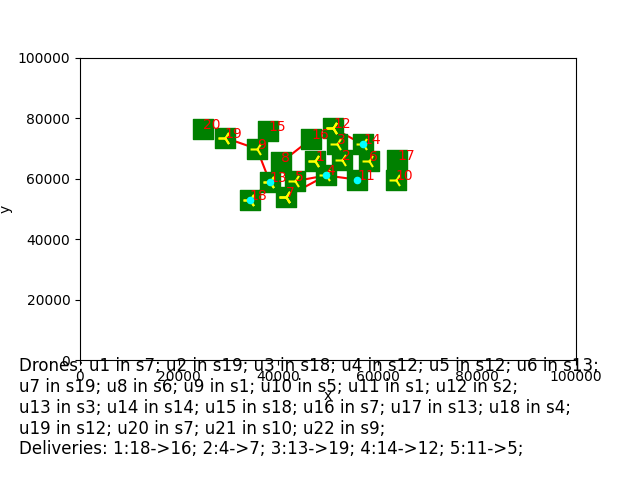 100000
80000
60000
40000
20000
0
y
20
19
15
12
14
17
11
10
0
20000
40000
60000
80000
100000
x
Drones: u1 in s7; u2 in s19; u3 in s18; u4 in s12; u5 in s12; u6 in s13;
u7 in s19; u8 in s6; u9 in s1; u10 in s5; u11 in s1; u12 in s2;
u13 in s3; u14 in s14; u15 in s18; u16 in s7; u17 in s13; u18 in s4;
u19 in s12; u20 in s7; u21 in s10; u22 in s9;
Deliveries: 1:18->16; 2:4->7; 3:13->19; 4:14->12; 5:11->5;